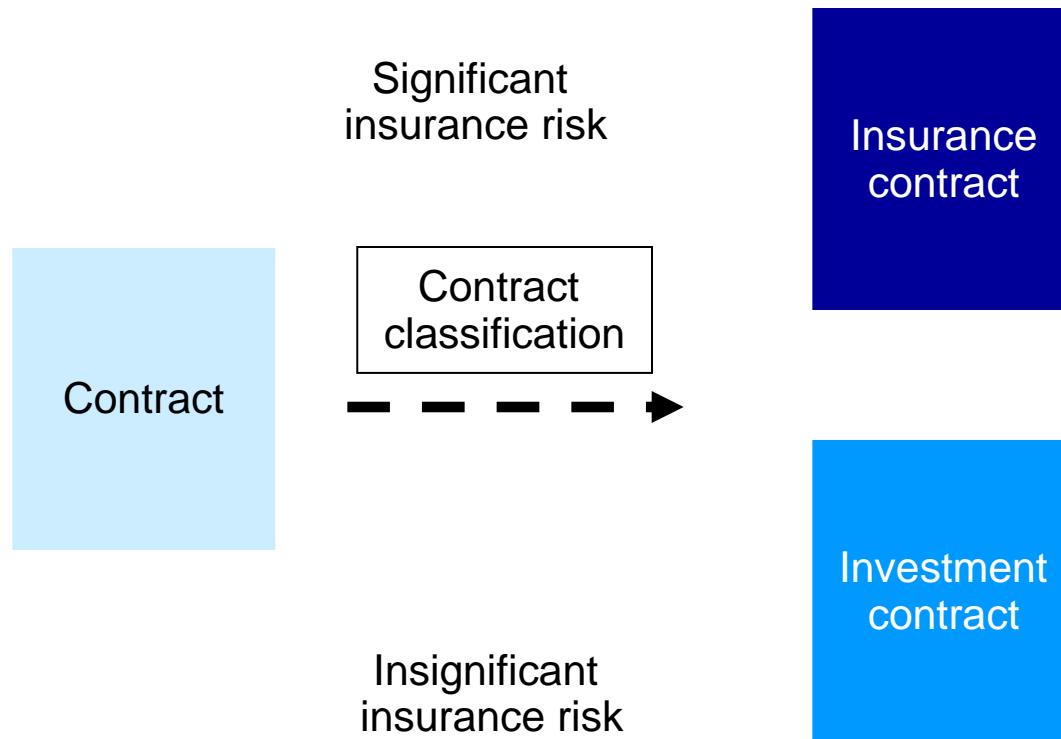 Significant
insurance risk
Insurance
contract
Contract
classification
Contract
Investment
contract
Insignificant
insurance risk